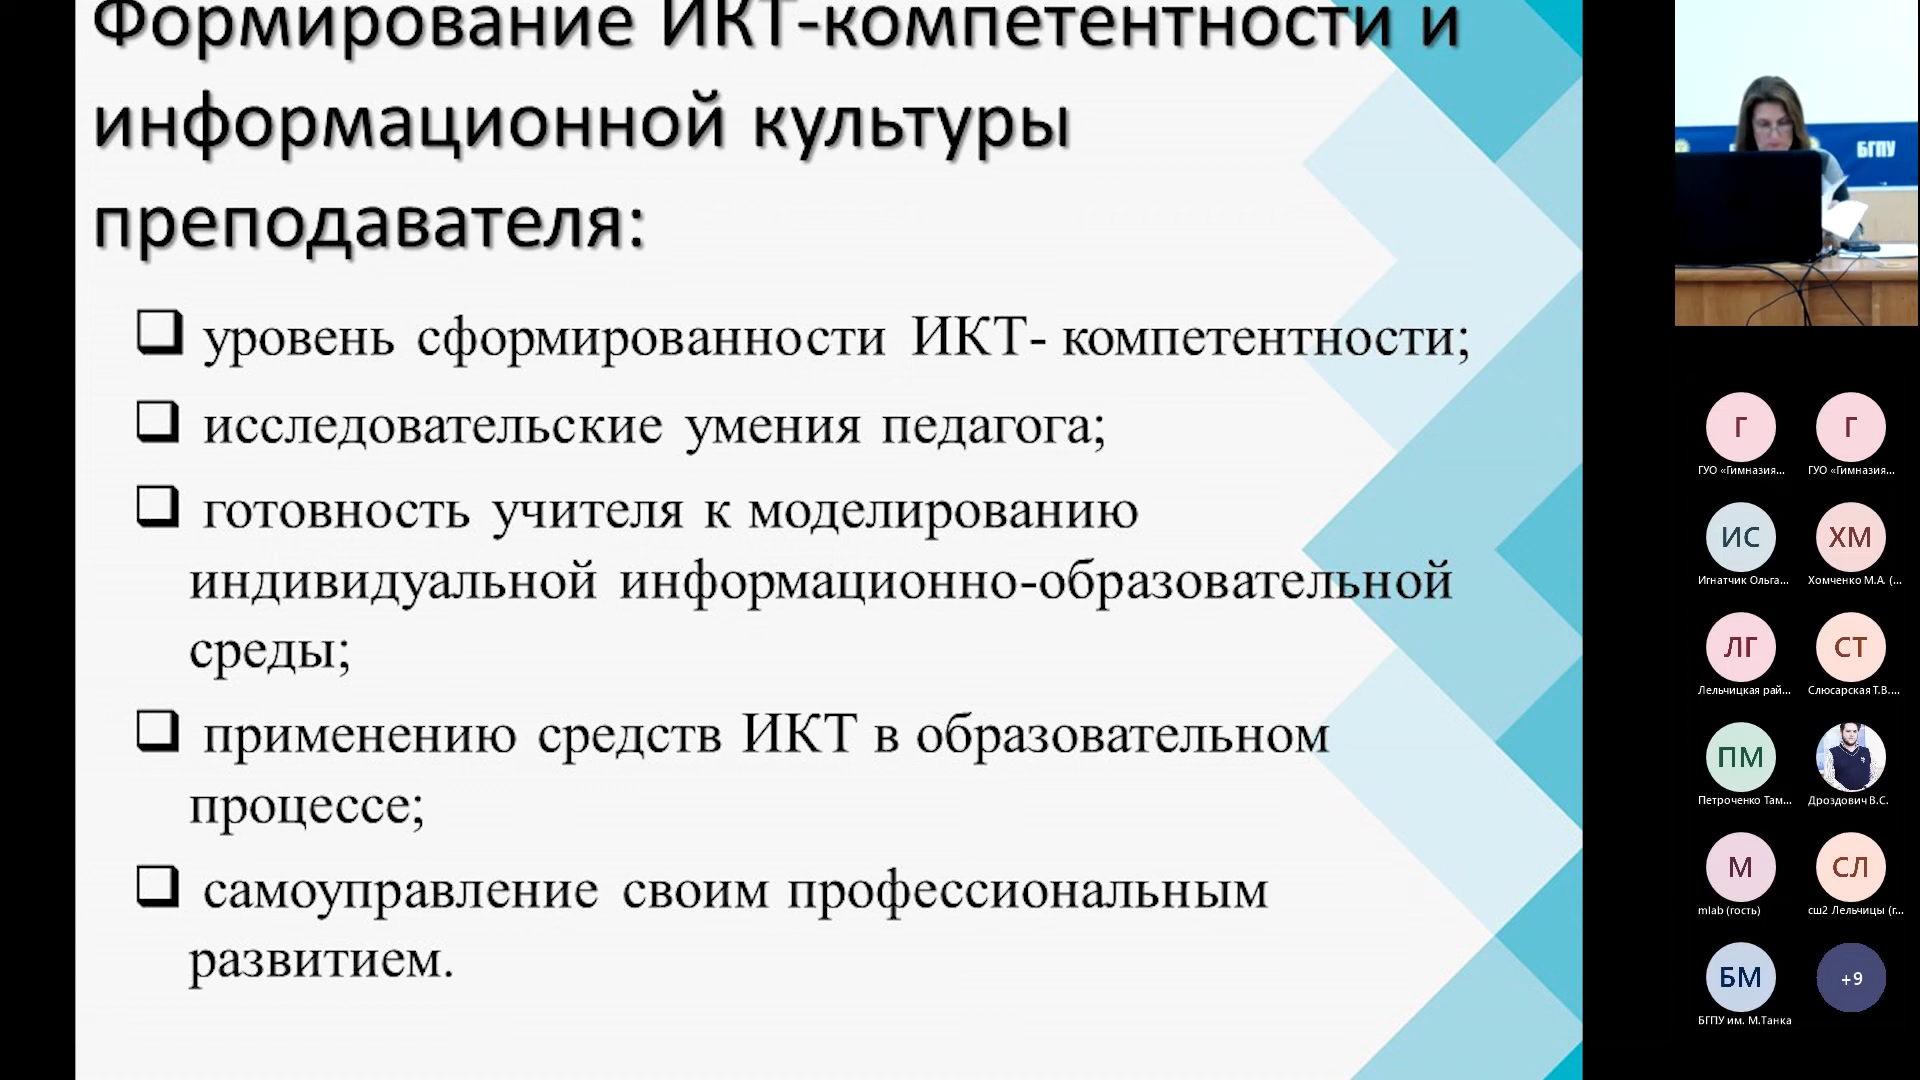 Формирование ИКТ-компетентности и
информационной культуры
преподавателя:
уровень сформированности ИКТ- компетентности;
исследовательские умения педагога;
готовность учителя к моделированию
индивидуальной информационно-образовательной
среды;
применению средств ИКТ в образовательном
процессе;
самоуправление своим профессиональным
развитием.
БГПУ
Г
Г
ГУО «Гимназия...
ГУО «Гимназия...
ИС
ХМ
Игнатчик Ольга...
Хомченко М.А. (...
ЛГ
СТ
Лельчицкая рай...
Слюсарская Т.В....
ПМ
Петроченко Там...
Дроздович В.С.
М
СЛ
mlab (гость)
сш2 Лельчицы (г...
БМ
+9
БГПУ им. М.Танка